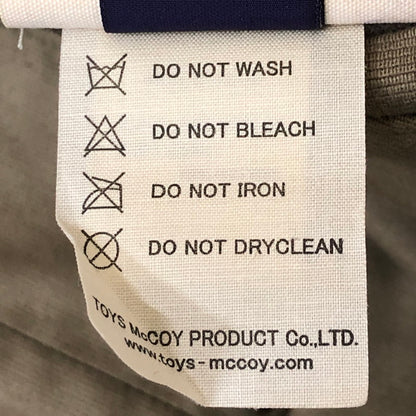 DO NOT WASH
DO NOT BLEACH
DO NOT IRON
DO NOT DRYCLEAN
TOYS McCOY PRODUCT Co.,LTD.
www.toys-mccoy.com